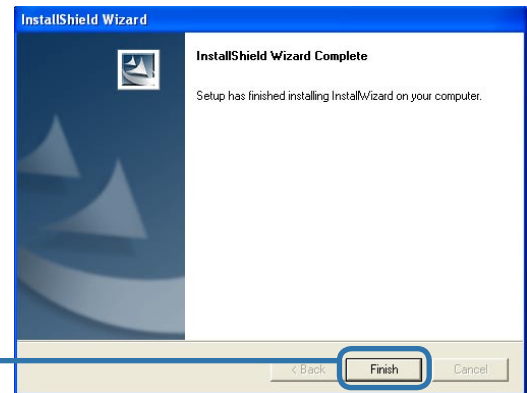 InstallShield Wizard
InstallShield Wizard Complete
Setup has finished installing InstallWizard on your computer.
< Back
Finish
Cancel